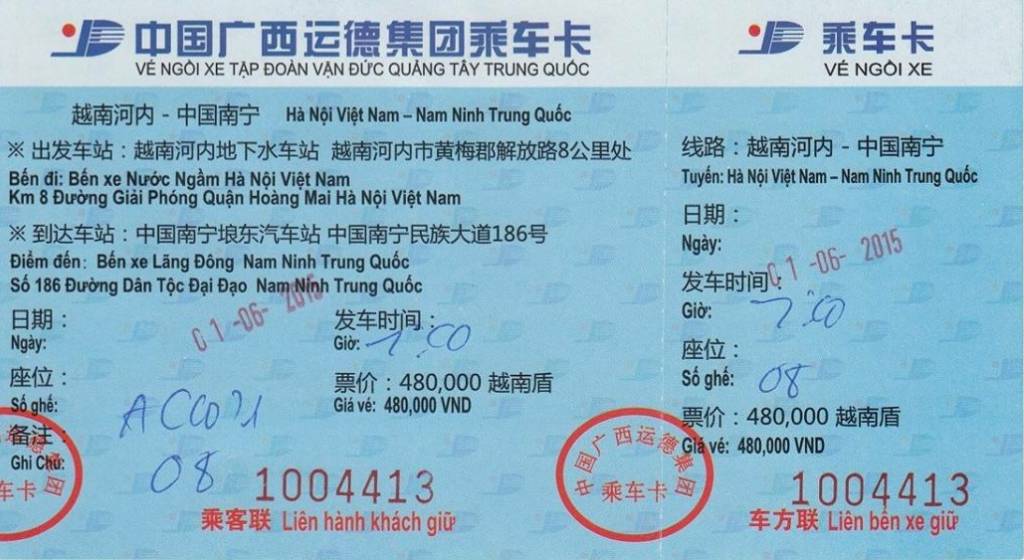 中国广西运德集团乘车卡
VÉ NGỒI XE TẬP ĐOÀN VẬN ĐỨC QUẢNG TÂY TRUNG QUỐC
越南河内 - 中国南宁 Hà Nội Việt Nam – Nam Ninh Trung Quốc
※ 出发车站：越南河内地下水车站 越南河内市黄梅郡解放路8公里处
Bến đi: Bến xe Nước Ngầm Hà Nội Việt Nam
Km 8 Đường Giải Phóng Quận Hoàng Mai Hà Nội Việt Nam
※ 到达车站：中国南宁埌东汽车站 中国南宁民族大道186号
Điểm đến: Bến xe Lãng Đông Nam Ninh Trung Quốc
Số 186 Đường Dân Tộc Đại Đạo Nam Ninh Trung Quốc
日期： 01-06-2015 发车时间：
Ngày: Giờ: 7:00
座位： 票价：480,000 越南盾
Số ghế: Giá vé: 480,000 VND
备注：
Ghi Chú: 08
1004413
乘客联 Liên hành khách giữ
中国广西运德集团
乘车卡
乘车卡
VÉ NGỒI XE
线路：越南河内 - 中国南宁
Tuyến: Hà Nội Việt Nam – Nam Ninh Trung Quốc
日期：
Ngày: 01-06-2015
发车时间：
Giờ: 7:00
座位：
Số ghế: 08
票价：480,000 越南盾
Giá vé: 480,000 VND
1004413
车方联 Liên bên xe giữ